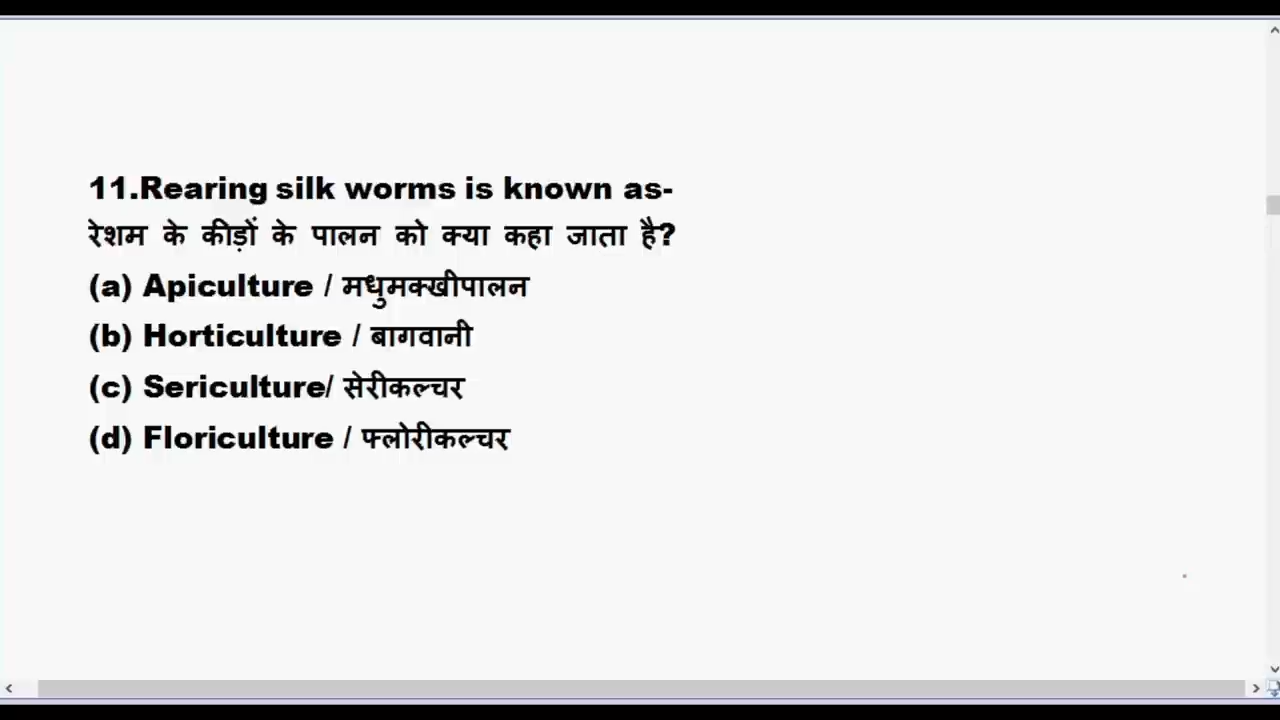 11.Rearing silk worms is known as-
रेशम के कीड़ों के पालन को क्या कहा जाता है?
(a) Apiculture / मधुमक्खीपालन
(b) Horticulture / बागवानी
(c) Sericulture/ सेरीकल्चर
(d) Floriculture / फ्लोरीकल्चर